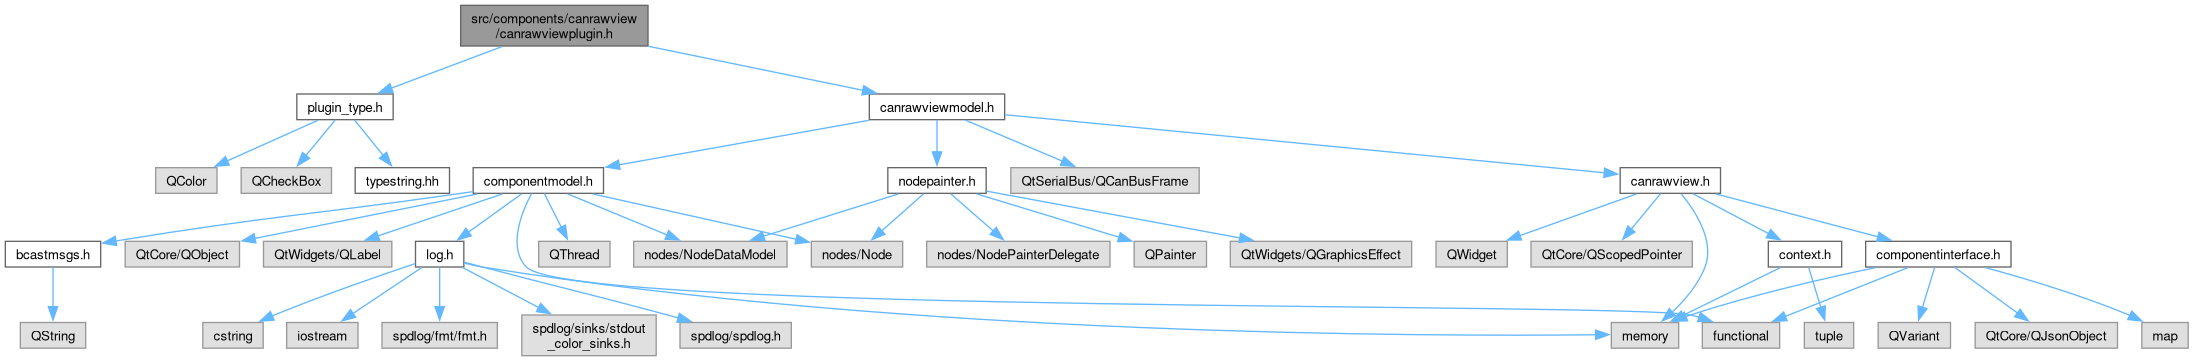 src/components/canrawview
/canrawviewplugin.h
plugin_type.h
canrawviewmodel.h
QColor
QCheckBox
typestring.hh
componentmodel.h
nodepainter.h
QtSerialBus/QCanBusFrame
canrawview.h
bcastmsgs.h
QtCore/QObject
QtWidgets/QLabel
log.h
QThread
nodes/NodeDataModel
nodes/Node
nodes/NodePainterDelegate
QPainter
QtWidgets/QGraphicsEffect
QWidget
QtCore/QScopedPointer
context.h
componentinterface.h
QString
cstring
iostream
spdlog/fmt/fmt.h
spdlog/sinks/stdout
_color_sinks.h
spdlog/spdlog.h
memory
functional
tuple
QVariant
QtCore/QJsonObject
map